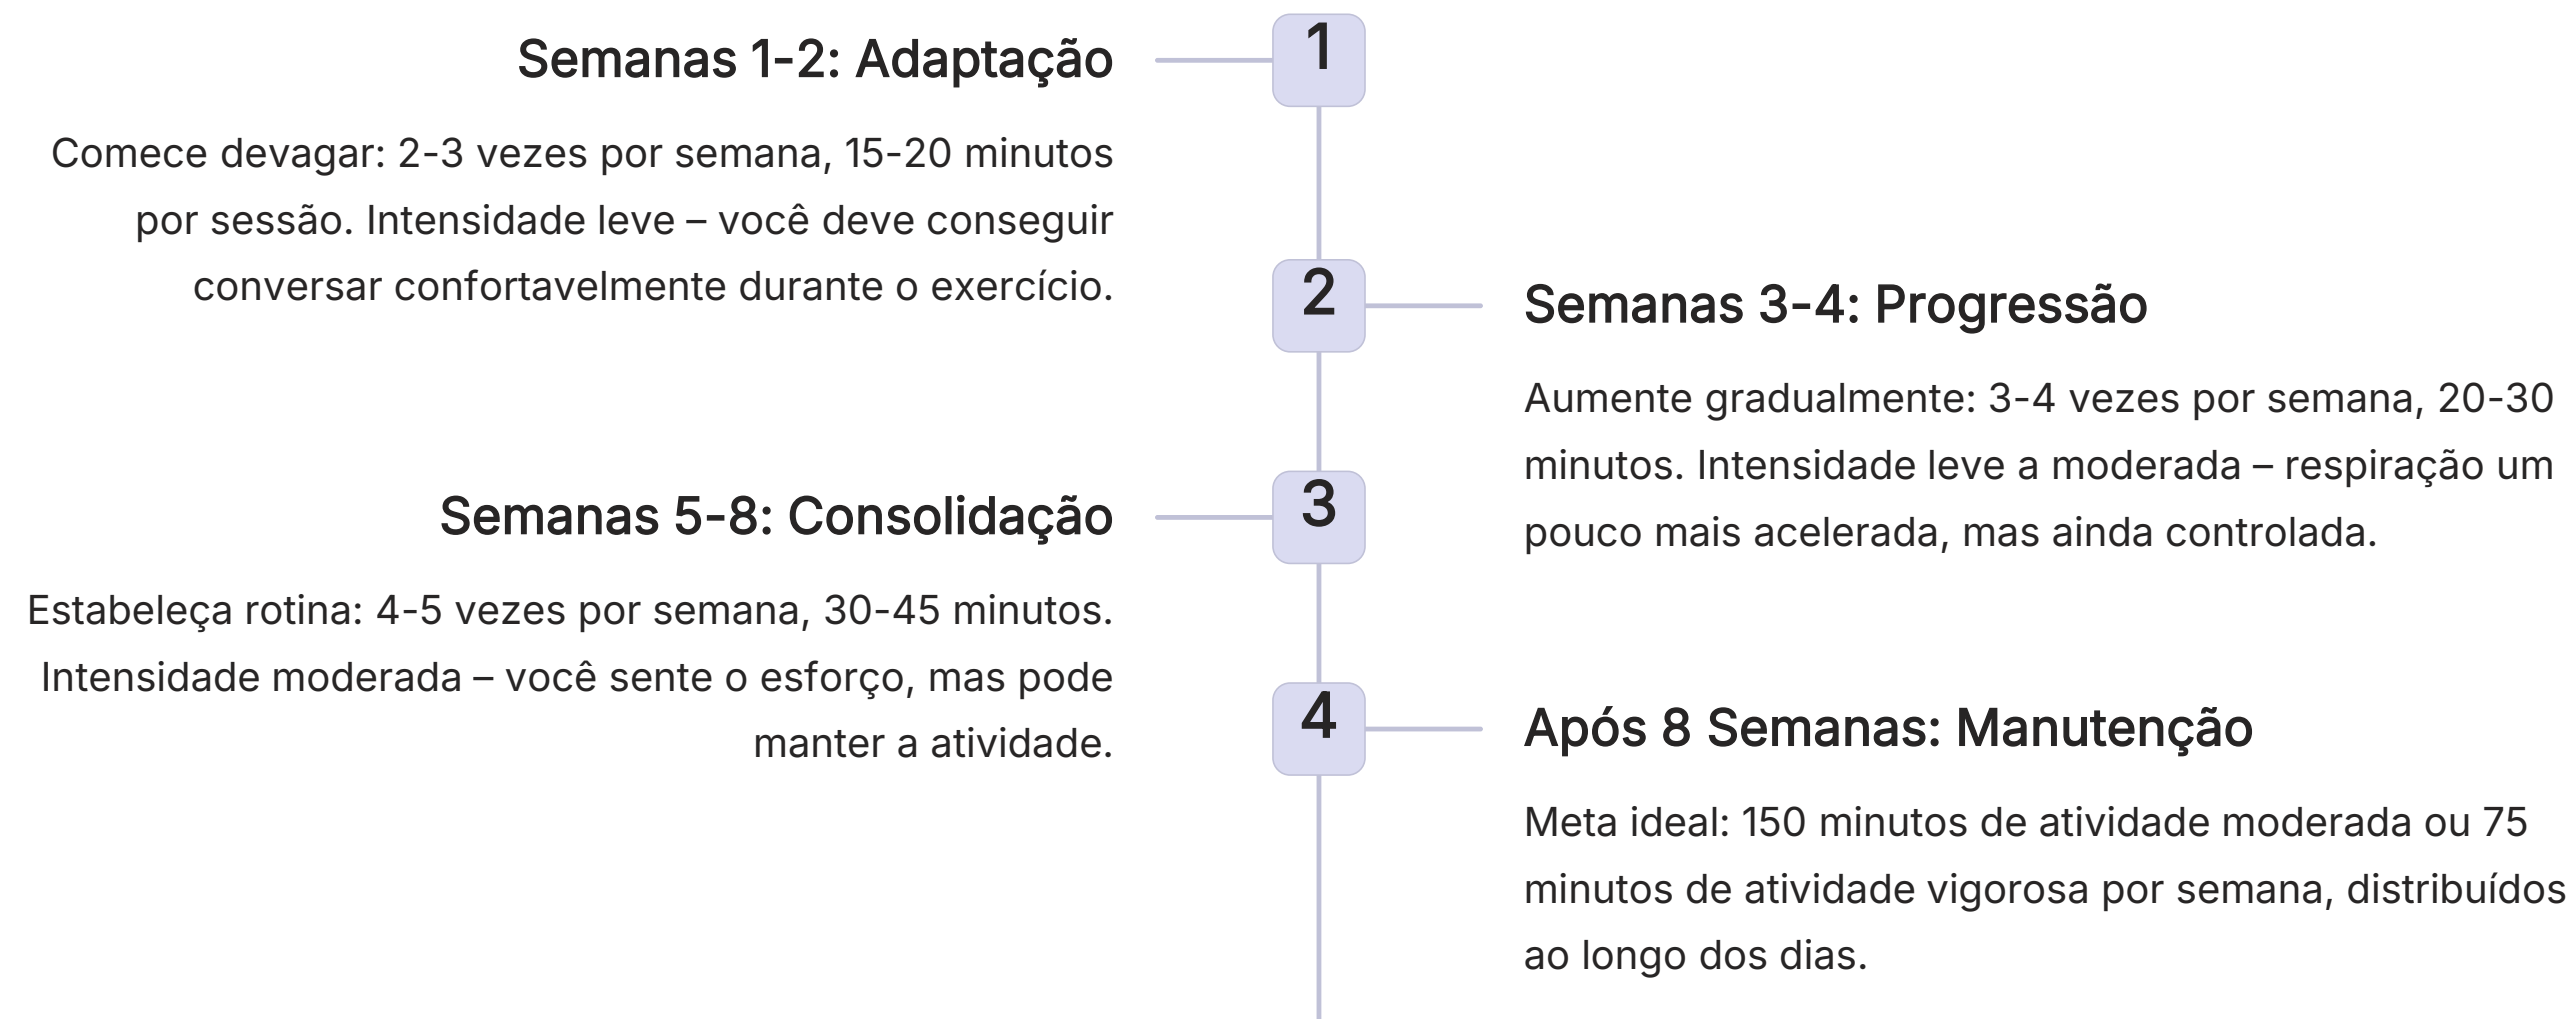 1
Semanas 1-2: Adaptação
Comece devagar: 2-3 vezes por semana, 15-20 minutos
por sessão. Intensidade leve – você deve conseguir
conversar confortavelmente durante o exercício.
2
Semanas 3-4: Progressão
Aumente gradualmente: 3-4 vezes por semana, 20-30
minutos. Intensidade leve a moderada – respiração um
pouco mais acelerada, mas ainda controlada.
3
Semanas 5-8: Consolidação
Estabeleça rotina: 4-5 vezes por semana, 30-45 minutos.
Intensidade moderada – você sente o esforço, mas pode
manter a atividade.
4
Após 8 Semanas: Manutenção
Meta ideal: 150 minutos de atividade moderada ou 75
minutos de atividade vigorosa por semana, distribuídos
ao longo dos dias.